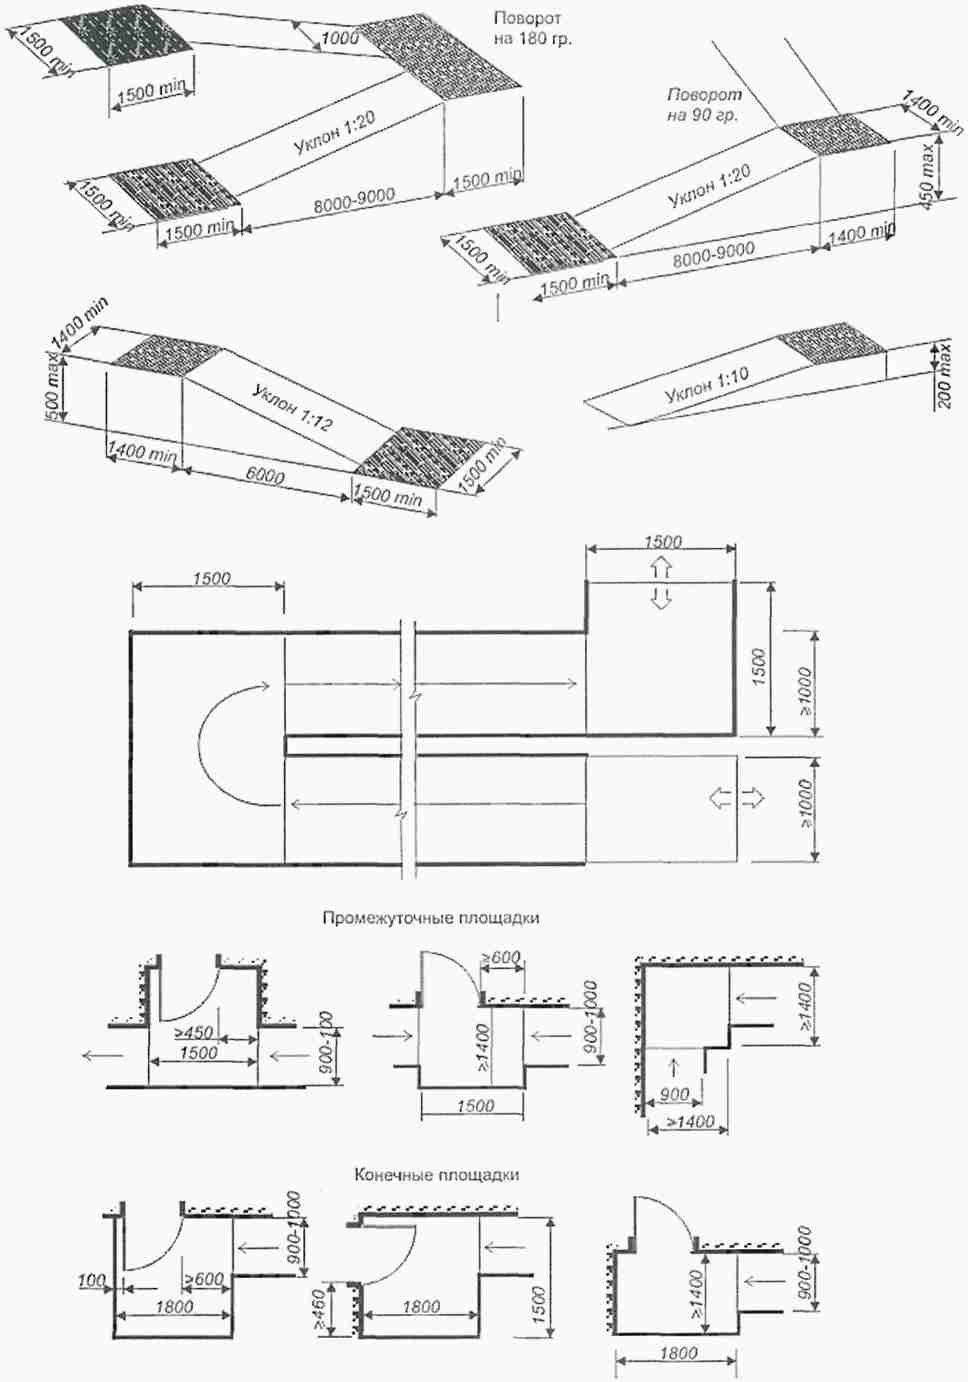 Поворот
на 180 гр.
1500 min
1000
1500 min
Уклон 1:20
1500 min
8000-9000
1500 min
1500 min
Поворот
на 90 гр.
1400 min
450 max
Уклон 1:20
1500 min
8000-9000
1400 min
1500 min
1400 min
500 max
Уклон 1:12
1400 min
6000
1500 min
1500 min
Уклон 1:10
200 max
1500
1500
1500
≥1000
≥1000
Промежуточные площадки
≥450
1500
900-100
≥600
≥1400
900-1000
1500
≥1400
900
≥1400
Конечные площадки
900-1000
100
≥600
1800
≥460
1800
1500
≥1400
900-1000
1800